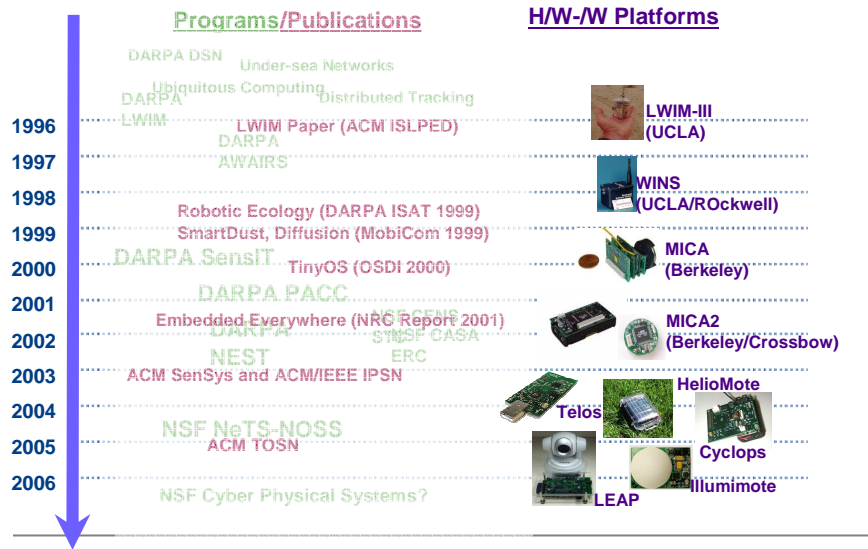 Programs/Publications
H/W-/W Platforms
DARPA DSN
Under-sea Networks
Ubiquitous Computing
DARPA
LWIM
Distributed Tracking
1996
LWIM Paper (ACM ISLPED)
LWIM-III
(UCLA)
DARPA
AWAIRS
1997
WINS
(UCLA/ROckwell)
1998
Robotic Ecology (DARPA ISAT 1999)
1999
SmartDust, Diffusion (MobiCom 1999)
MICA
(Berkeley)
DARPA SensIT
2000
TinyOS (OSDI 2000)
DARPA PACC
2001
Embedded Everywhere (NRC Report 2001)
NSF CENS
STC
MICA2
(Berkeley/Crossbow)
DARPA
NEST
2002
NSF CASA
ERC
2003
ACM SenSys and ACM/IEEE IPSN
HelioMote
2004
Telos
NSF NeTS-NOSS
2005
ACM TOSN
Cyclops
2006
Illumimote
LEAP
NSF Cyber Physical Systems?